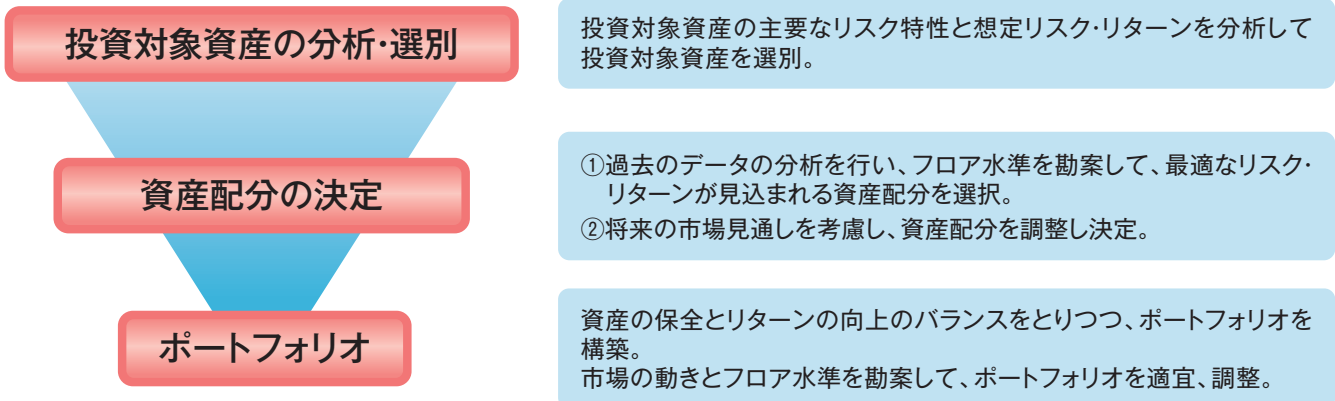 投資対象資産の分析・選別
投資対象資産の主要なリスク特性と想定リスク・リターンを分析して
投資対象資産を選別。
資産配分の決定
①過去のデータの分析を行い、フロア水準を勘案して、最適なリスク・
リターンが見込まれる資産配分を選択。
②将来の市場見通しを考慮し、資産配分を調整し決定。
ポートフォリオ
資産の保全とリターンの向上のバランスをとりつつ、ポートフォリオを
構築。
市場の動きとフロア水準を勘案して、ポートフォリオを適宜、調整。